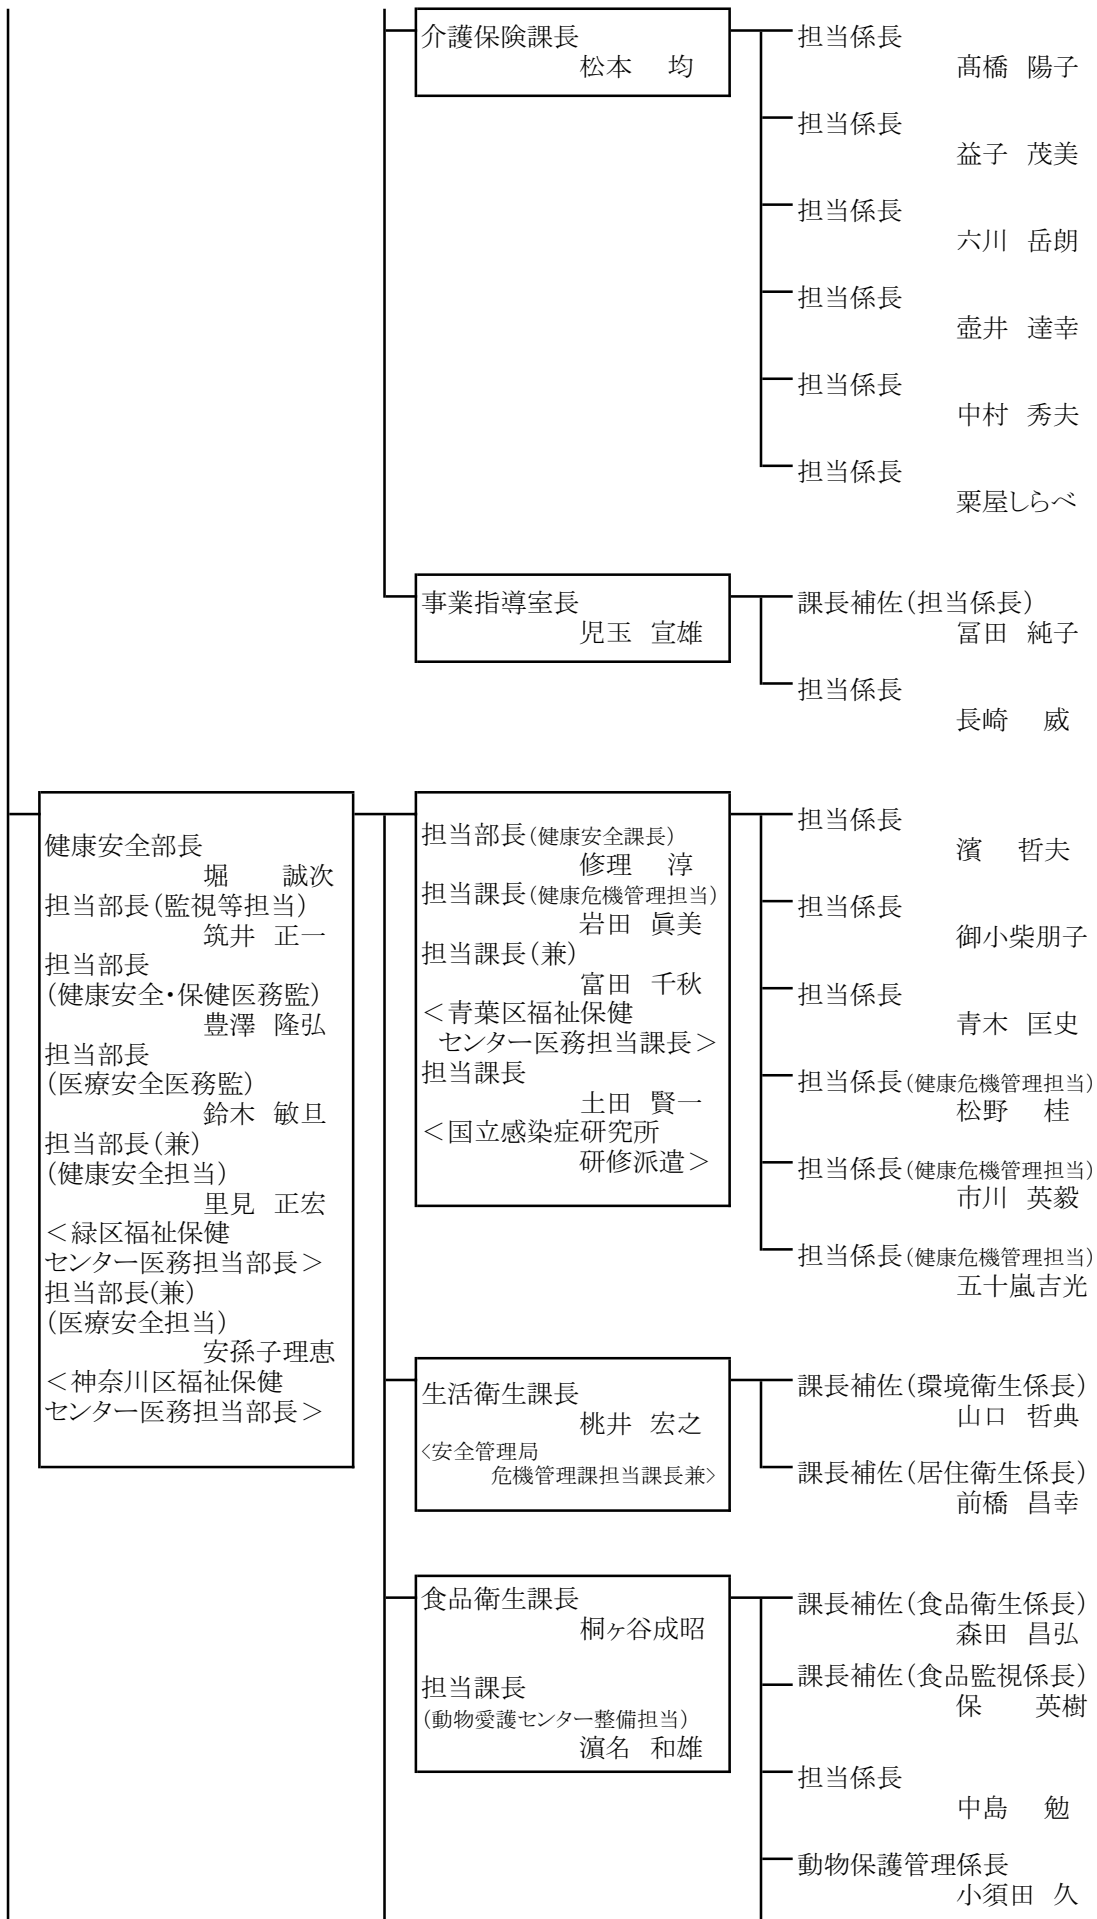 介護保険課長
松本　均
担当係長
髙橋 陽子
担当係長
益子 茂美
担当係長
六川 岳朗
担当係長
壺井 達幸
担当係長
中村 秀夫
担当係長
粟屋しらべ
事業指導室長
児玉 宣雄
課長補佐(担当係長)
冨田 純子
担当係長
長崎　威
健康安全部長
堀　誠次
担当部長(監視等担当)
筑井 正一
担当部長
(健康安全・保健医務監)
豊澤 隆弘
担当部長
(医療安全医務監)
鈴木 敏旦
担当部長(兼)
(健康安全担当)
里見 正宏
＜緑区福祉保健
センター医務担当部長＞
担当部長(兼)
(医療安全担当)
安孫子理恵
＜神奈川区福祉保健
センター医務担当部長＞
担当部長(健康安全課長)
修理　淳
担当課長(健康危機管理担当)
岩田 眞美
担当課長(兼)
富田 千秋
＜青葉区福祉保健
センター医務担当課長＞
担当課長
土田 賢一
＜国立感染症研究所
研修派遣＞
担当係長
濱　哲夫
担当係長
御小柴朋子
担当係長
青木 匡史
担当係長(健康危機管理担当)
松野　桂
担当係長(健康危機管理担当)
市川 英毅
担当係長(健康危機管理担当)
五十嵐吉光
生活衛生課長
桃井 宏之
<安全管理局
危機管理課担当課長兼>
課長補佐(環境衛生係長)
山口 哲典
課長補佐(居住衛生係長)
前橋 昌幸
食品衛生課長
桐ヶ谷成昭
担当課長
(動物愛護センター整備担当)
濵名 和雄
課長補佐(食品衛生係長)
森田 昌弘
課長補佐(食品監視係長)
保　英樹
担当係長
中島　勉
動物保護管理係長
小須田 久